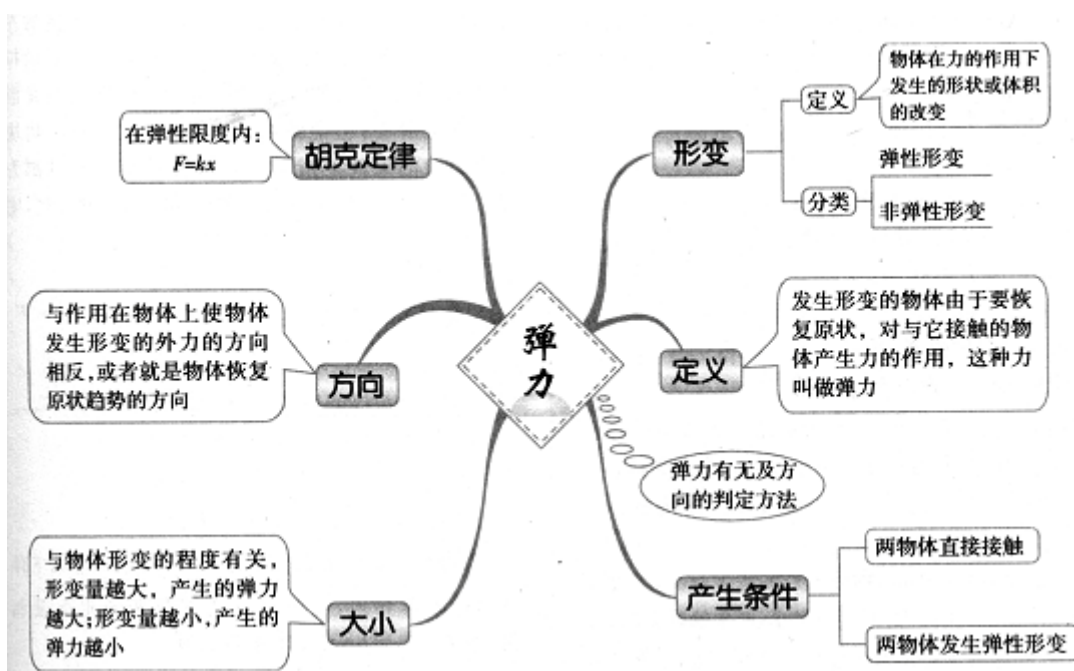 弹力
形变
定义
物体在力的作用下
发生的形状或体积
的改变
分类
弹性形变
非弹性形变
定义
发生形变的物体由于要恢
复原状，对与它接触的物
体产生力的作用，这种力
叫做弹力
弹力有无及方
向的判定方法
产生条件
两物体直接接触
两物体发生弹性形变
胡克定律
在弹性限度内：
F=kx
方向
与作用在物体上使物体
发生形变的外力的方向
相反，或者就是物体恢复
原状趋势的方向
大小
与物体形变的程度有关，
形变量越大，产生的弹力
越大；形变量越小，产生的
弹力越小